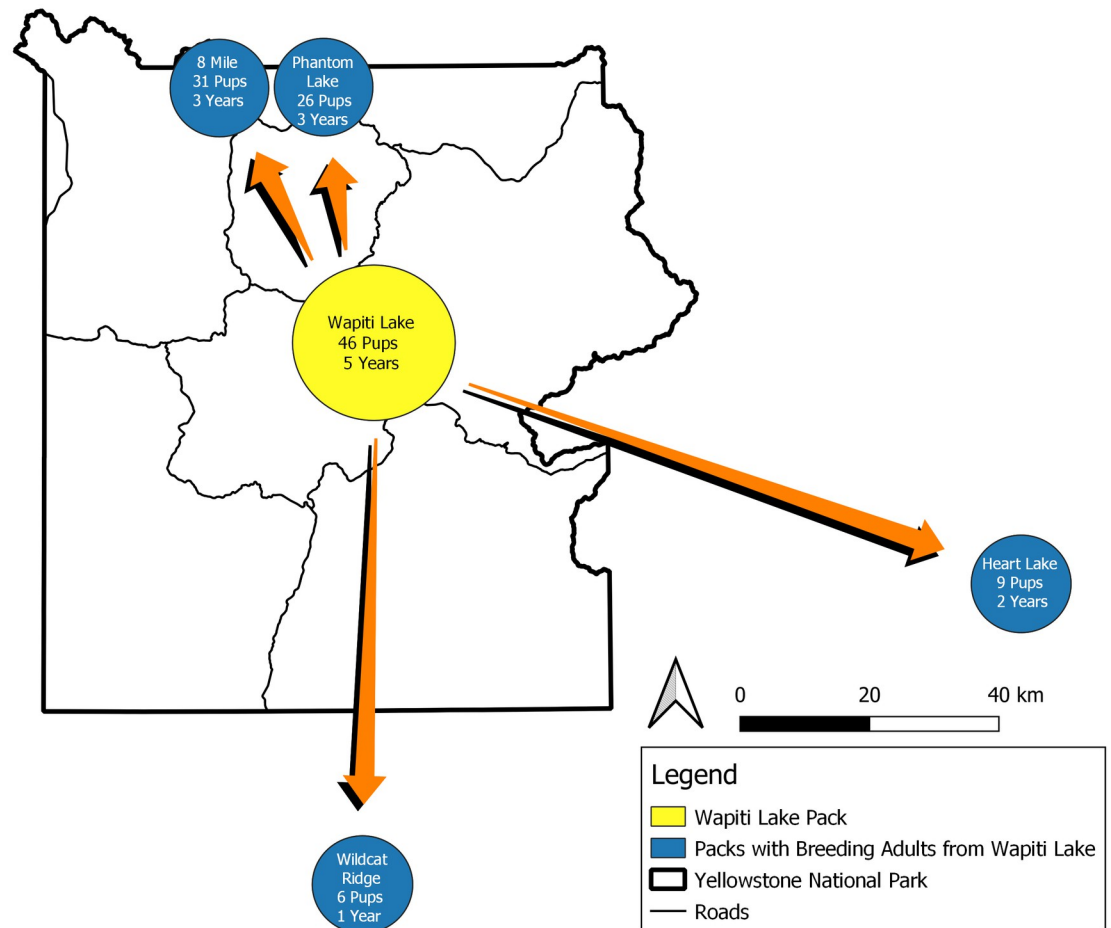 8 Mile
31 Pups
3 Years
Phantom
Lake
26 Pups
3 Years
Wapiti Lake
46 Pups
5 Years
Heart Lake
9 Pups
2 Years
Wildcat
Ridge
6 Pups
1 Year
0 20 40 km
Legend
Wapiti Lake Pack
Packs with Breeding Adults from Wapiti Lake
Yellowstone National Park
Roads